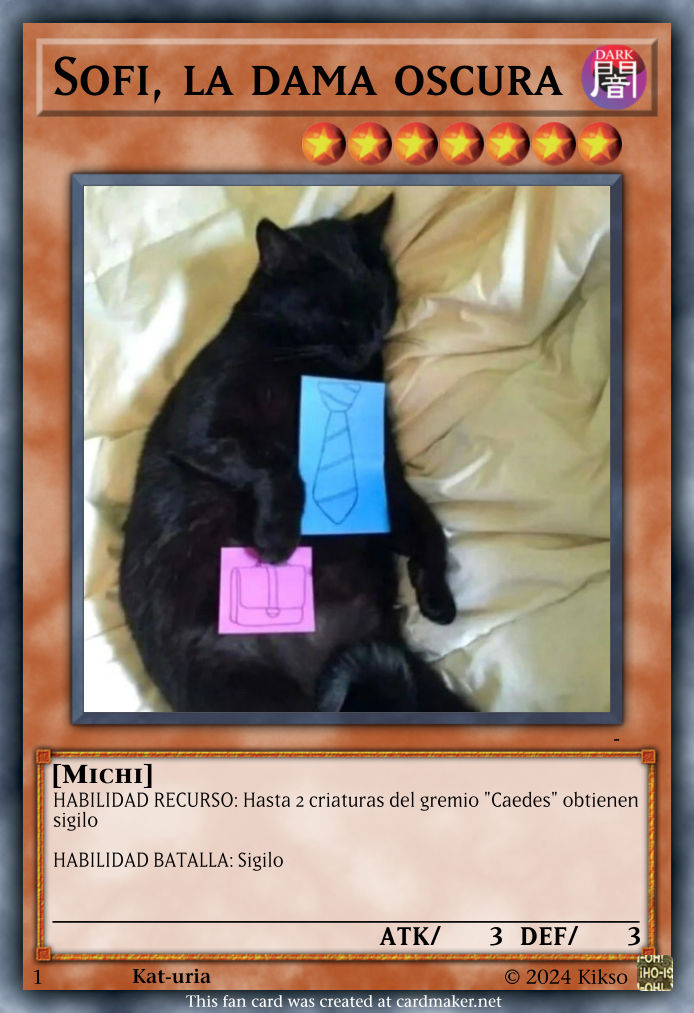 Sofi, la dama oscura
DARK
闇
-
[Michi]
HABILIDAD RECURSO: Hasta 2 criaturas del gremio "Caedes" obtienen
sigilo
HABILIDAD BATALLA: Sigilo
ATK/ 3 DEF/ 3
1 Kat-uria © 2024 Kikso
This fan card was created at cardmaker.net